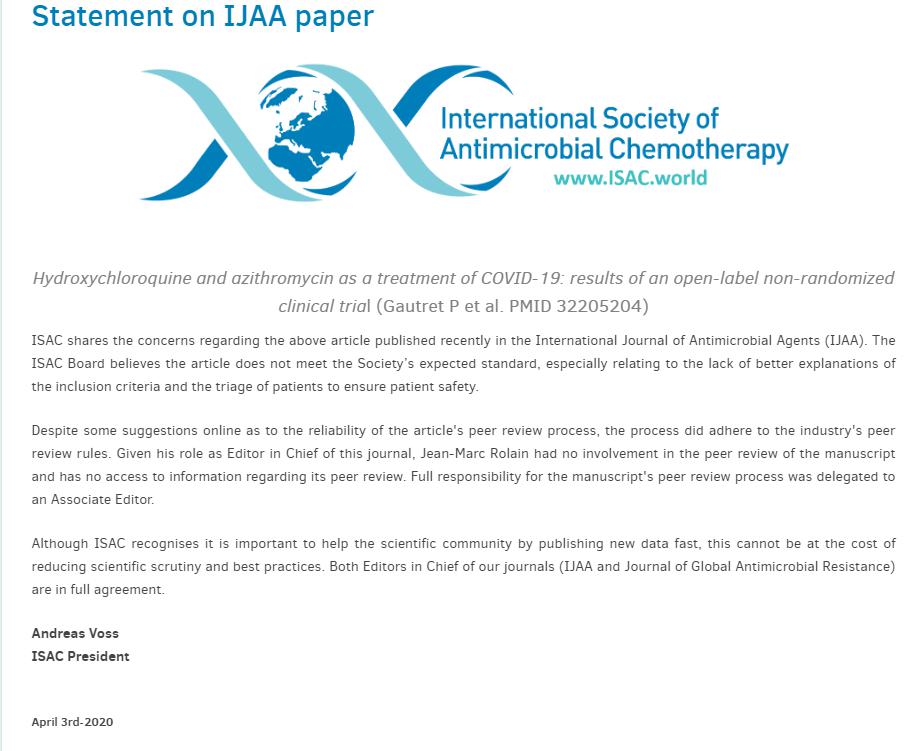 Statement on IJAA paper
International Society of
Antimicrobial Chemotherapy
www.ISAC.world
Hydroxychloroquine and azithromycin as a treatment of COVID-19: results of an open-label non-randomized
clinical trial (Gautret P et al. PMID 32205204)
ISAC shares the concerns regarding the above article published recently in the International Journal of Antimicrobial Agents (IJAA). The
ISAC Board believes the article does not meet the Society's expected standard, especially relating to the lack of better explanations of
the inclusion criteria and the triage of patients to ensure patient safety.
Despite some suggestions online as to the reliability of the article's peer review process, the process did adhere to the industry's peer
review rules. Given his role as Editor in Chief of this journal, Jean-Marc Rolain had no involvement in the peer review of the manuscript
and has no access to information regarding its peer review. Full responsibility for the manuscript's peer review process was delegated to
an Associate Editor.
Although ISAC recognises it is important to help the scientific community by publishing new data fast, this cannot be at the cost of
reducing scientific scrutiny and best practices. Both Editors in Chief of our journals (IJAA and Journal of Global Antimicrobial Resistance)
are in full agreement.
Andreas Voss
ISAC President
April 3rd-2020